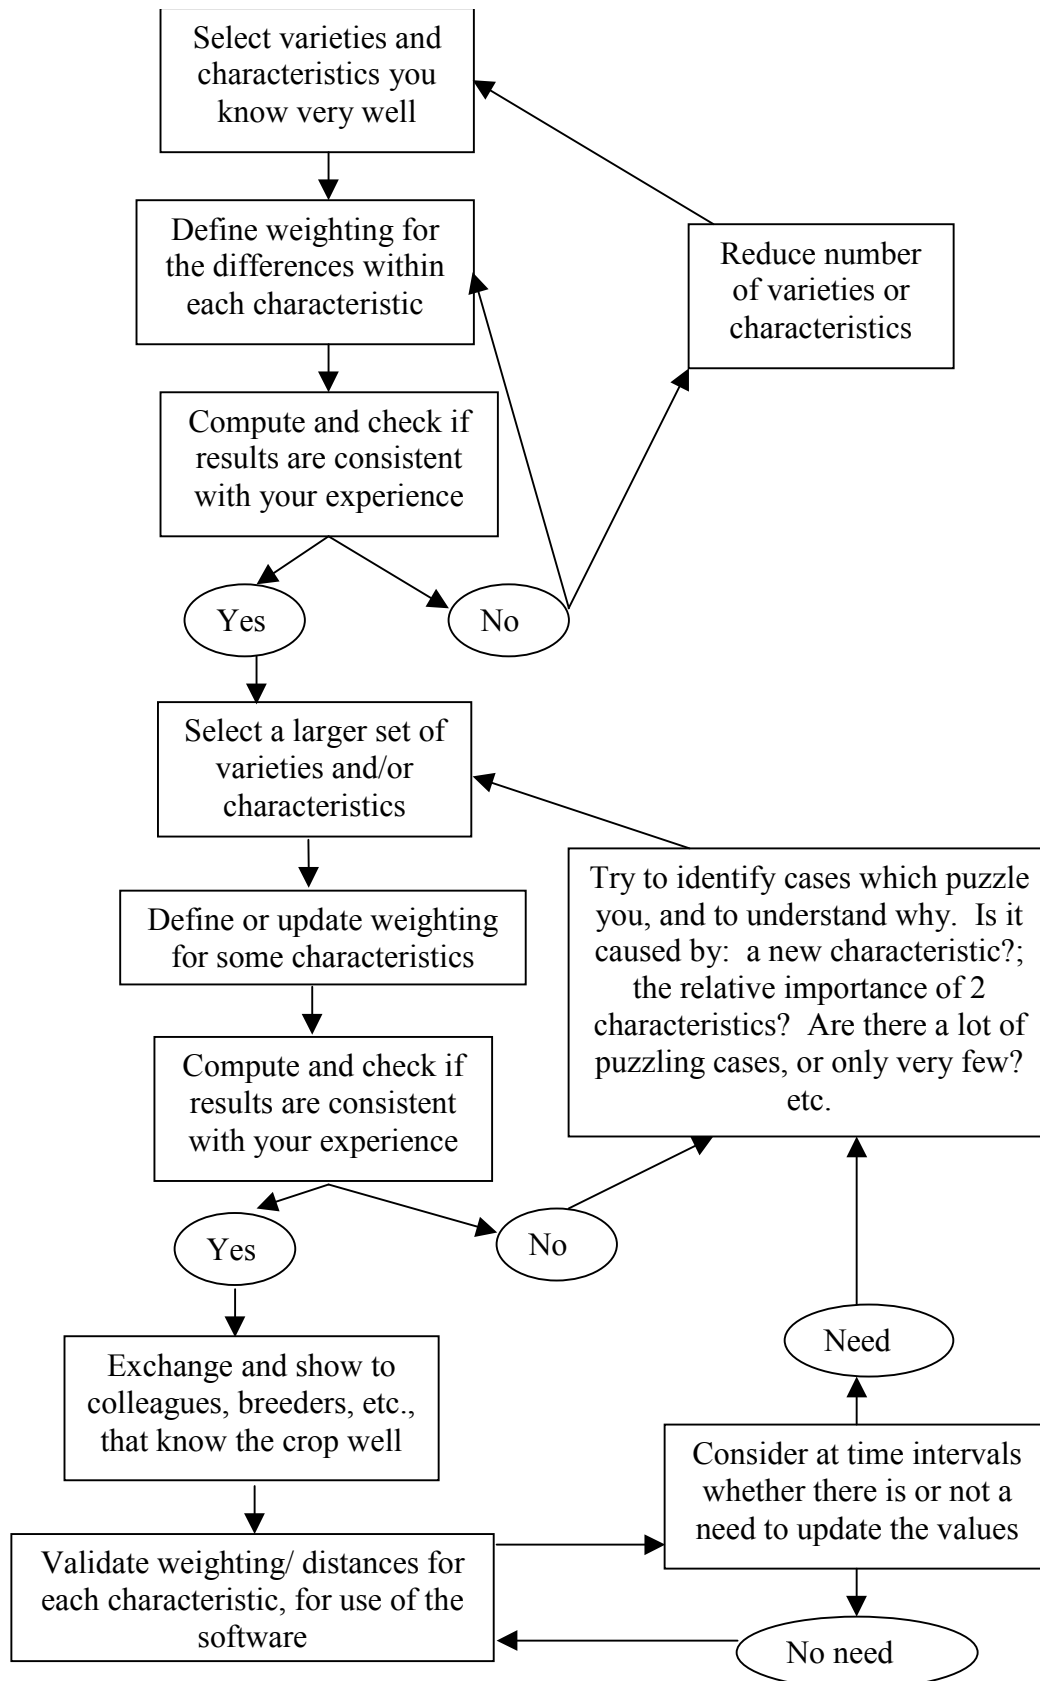 Select varieties and
characteristics you
know very well
Define weighting for
the differences within
each characteristic
Reduce number
of varieties or
characteristics
Compute and check if
results are consistent
with your experience
Yes
No
Select a larger set of
varieties and/or
characteristics
Define or update weighting
for some characteristics
Try to identify cases which puzzle
you, and to understand why.  Is it
caused by:  a new characteristic?;
the relative importance of 2
characteristics?  Are there a lot of
puzzling cases, or only very few?
etc.
Compute and check if
results are consistent
with your experience
Yes
No
Need
Exchange and show to
colleagues, breeders, etc.,
that know the crop well
Consider at time intervals
whether there is or not a
need to update the values
Validate weighting/ distances for
each characteristic, for use of the
software
No need